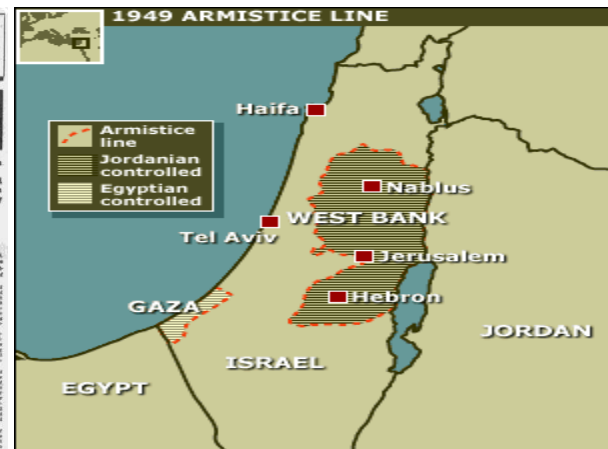 1949 ARMISTICE LINE
Haifa
Armistice
line
Jordanian
controlled
Egyptian
controlled
Nablus
WEST BANK
Tel Aviv
Jerusalem
Hebron
GAZA
JORDAN
ISRAEL
EGYPT